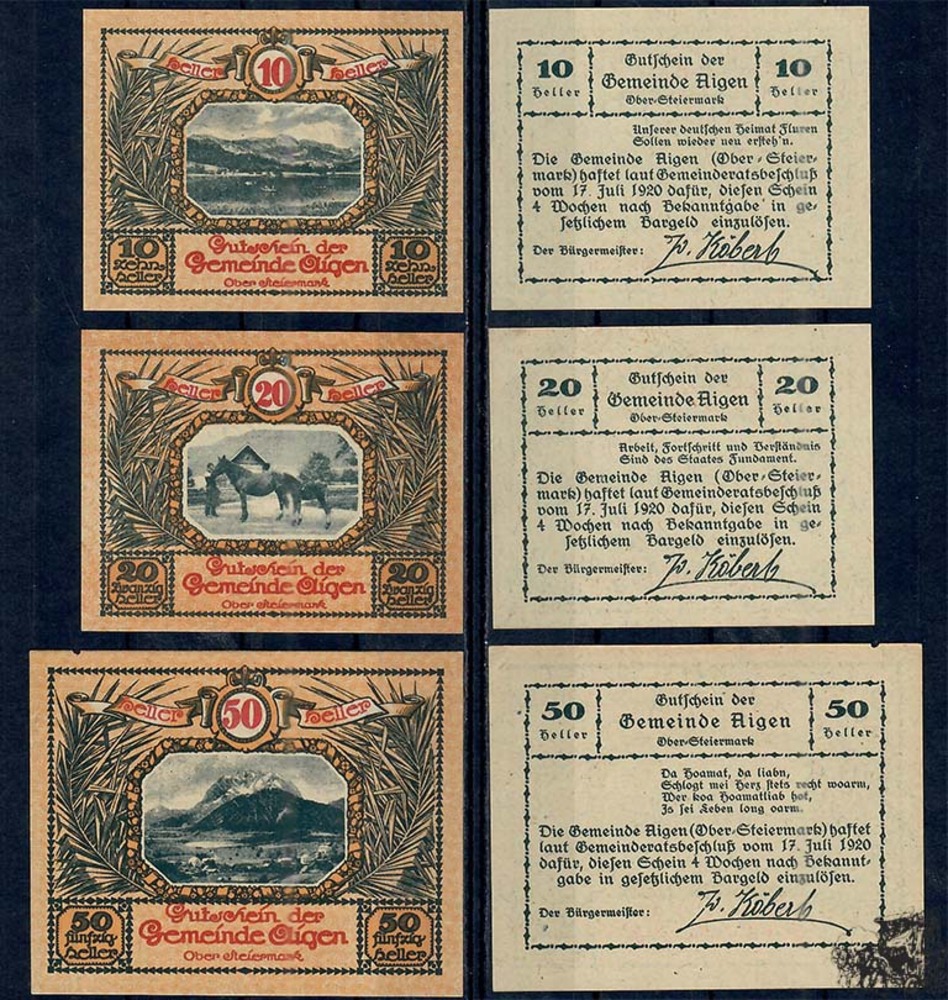 Heller 10 Heller
10 Zehn Heller
Gutschein der
Gemeinde Aigen
Ober Steiermark
10 Zehn Heller
10 Heller
Gutschein der
Gemeinde Aigen
Ober-Steiermark
10 Heller
Unserer deutschen Heimat Fluren
Sollen wieder neu ersteh'n.
Die Gemeinde Aigen (Ober-Steier-
mark) haftet laut Gemeinderatsbeschluß
vom 17. Juli 1920 dafür, diesen Schein
4 Wochen nach Bekanntgabe in ge-
setzlichem Bargeld einzulösen.
Der Bürgermeister: Köberl
Heller 20 Heller
20 Zwanzig Heller
Gutschein der
Gemeinde Aigen
Ober Steiermark
20 Zwanzig Heller
20 Heller
Gutschein der
Gemeinde Aigen
Ober-Steiermark
20 Heller
Arbeit, Fortschritt und Verständnis
Sind des Staates Fundament.
Die Gemeinde Aigen (Ober-Steier-
mark) haftet laut Gemeinderatsbeschluß
vom 17. Juli 1920 dafür, diesen Schein
4 Wochen nach Bekanntgabe in ge-
setzlichem Bargeld einzulösen.
Der Bürgermeister: Köberl
Heller 50 Heller
50 fünfzig Heller
Gutschein der
Gemeinde Aigen
Ober Steiermark
50 fünfzig Heller
50 Heller
Gutschein der
Gemeinde Aigen
Ober-Steiermark
50 Heller
Da Hoamat, da liabn,
Schlogt mei Herz stets recht woarm,
Wer koa Hoamatliab hot,
Is sei Leben long oarm.
Die Gemeinde Aigen (Ober-Steiermark) haftet
laut Gemeinderatsbeschluß vom 17. Juli 1920
dafür, diesen Schein 4 Wochen nach Bekannt-
gabe in gesetzlichem Bargeld einzulösen.
Der Bürgermeister: Köberl